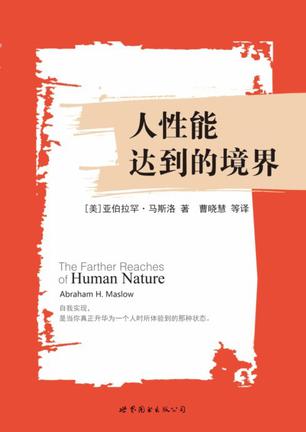 人性能
达到的境界
[美]亚伯拉罕·马斯洛 著 曹晓慧 等译
The Farther Reaches
of Human Nature
Abraham H. Maslow
自我实现，
是当你真正升华为一个人时所体验到的那种状态。
世界图书出版公司